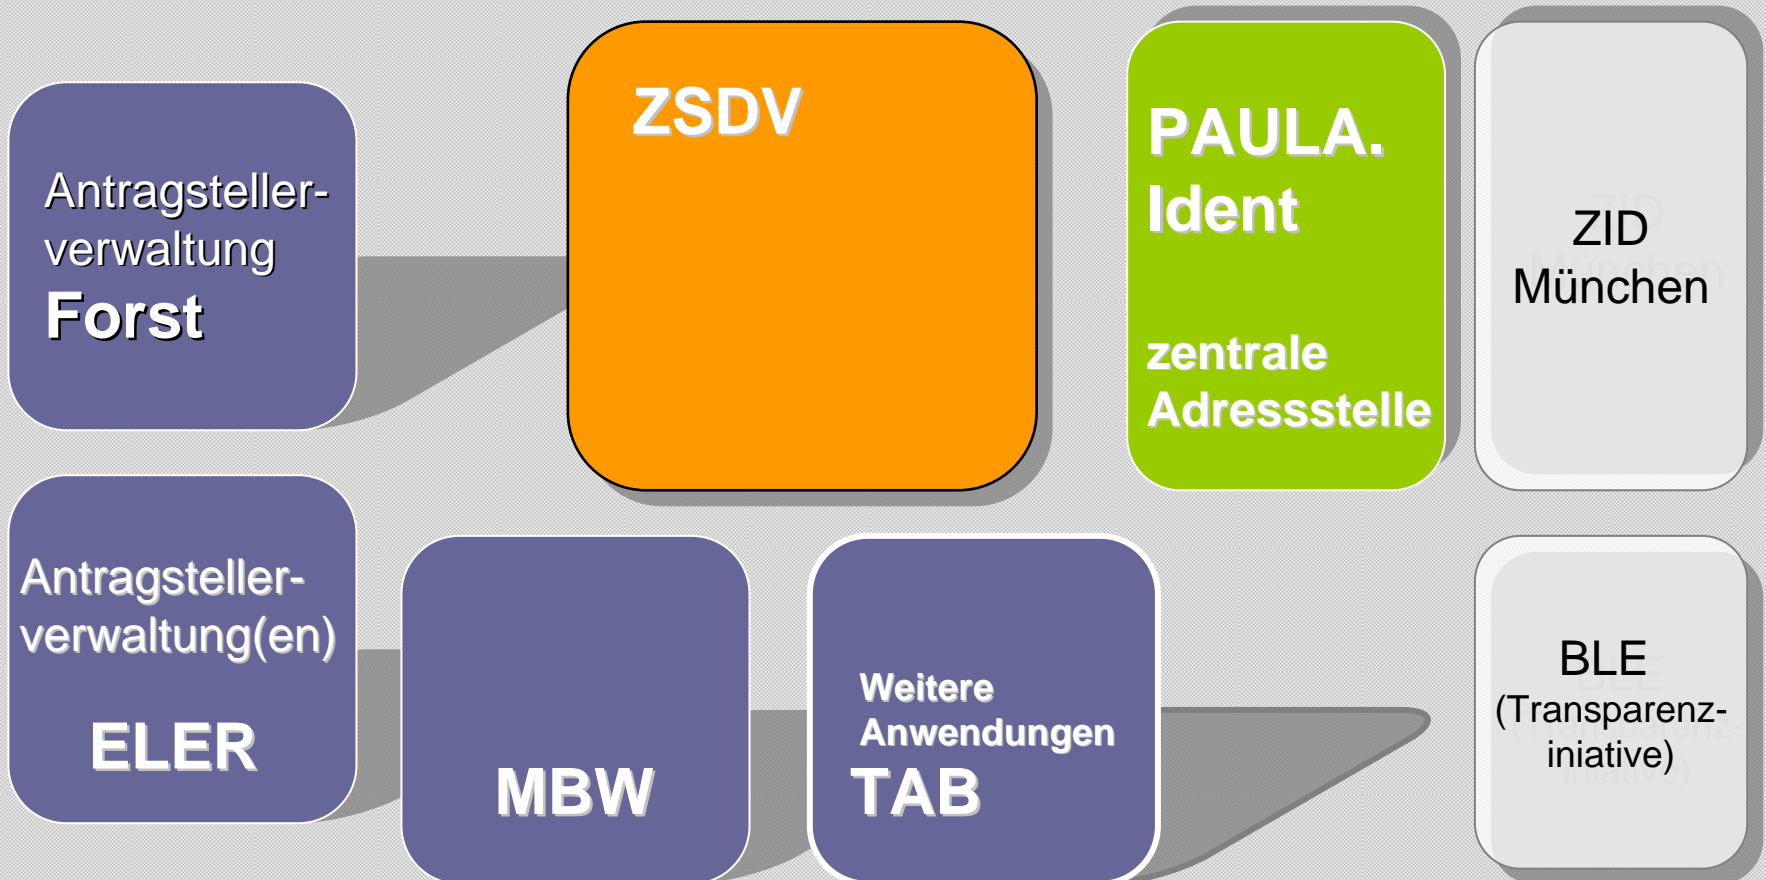 Antragsteller-
verwaltung
Forst
ZSDV
PAULA.
Ident
zentrale
Adressstelle
ZID
München
Antragsteller-
verwaltung(en)
ELER
MBW
Weitere
Anwendungen
TAB
BLE
(Transparenz-
iniative)